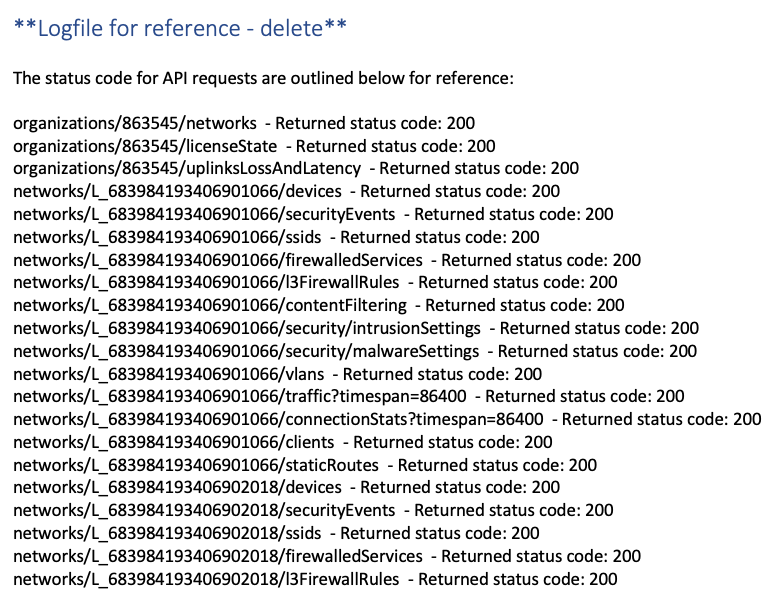 **Logfile for reference - delete**
The status code for API requests are outlined below for reference:
organizations/863545/networks - Returned status code: 200
organizations/863545/licenseState - Returned status code: 200
organizations/863545/uplinksLossAndLatency - Returned status code: 200
networks/L_683984193406901066/devices - Returned status code: 200
networks/L_683984193406901066/securityEvents - Returned status code: 200
networks/L_683984193406901066/ssids - Returned status code: 200
networks/L_683984193406901066/firewalledServices - Returned status code: 200
networks/L_683984193406901066/l3FirewallRules - Returned status code: 200
networks/L_683984193406901066/contentFiltering - Returned status code: 200
networks/L_683984193406901066/security/intrusionSettings - Returned status code: 200
networks/L_683984193406901066/security/malwareSettings - Returned status code: 200
networks/L_683984193406901066/vlans - Returned status code: 200
networks/L_683984193406901066/traffic?timespan=86400 - Returned status code: 200
networks/L_683984193406901066/connectionStats?timespan=86400 - Returned status code: 200
networks/L_683984193406901066/clients - Returned status code: 200
networks/L_683984193406901066/staticRoutes - Returned status code: 200
networks/L_683984193406902018/devices - Returned status code: 200
networks/L_683984193406902018/securityEvents - Returned status code: 200
networks/L_683984193406902018/ssids - Returned status code: 200
networks/L_683984193406902018/firewalledServices - Returned status code: 200
networks/L_683984193406902018/l3FirewallRules - Returned status code: 200